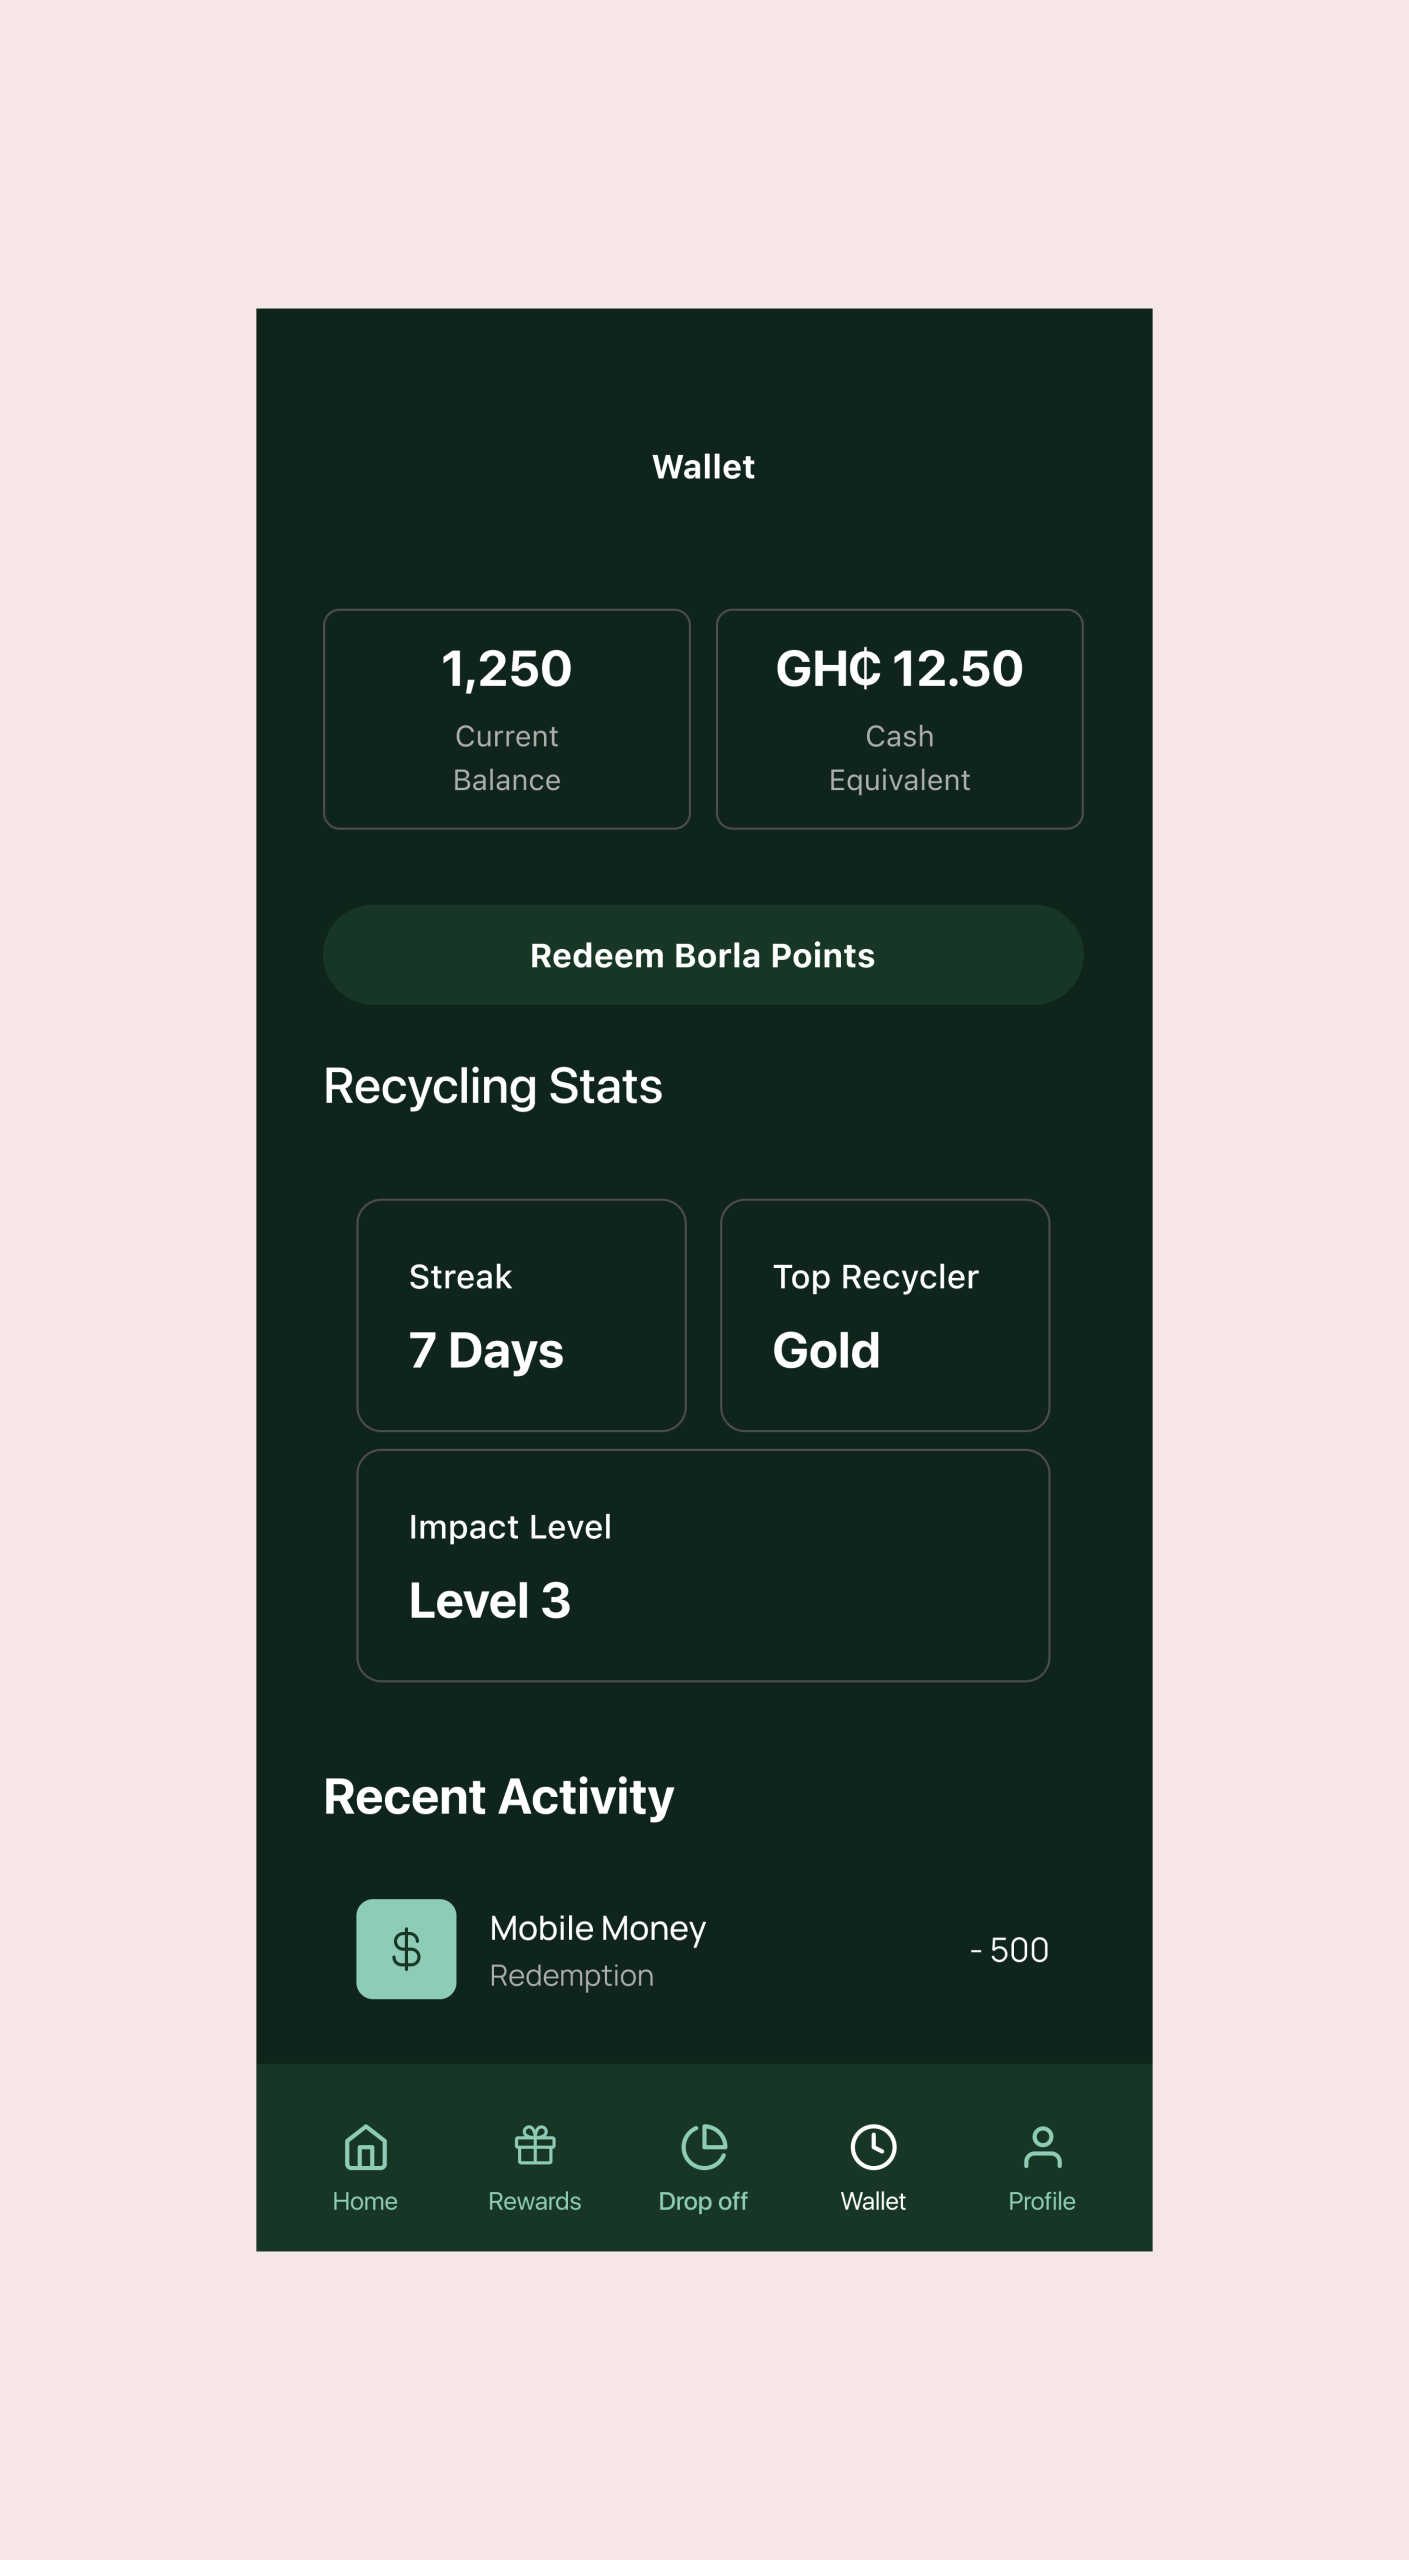 Wallet
1,250
GH₵ 12.50
Current
Balance
Cash
Equivalent
Redeem Borla Points
Recycling Stats
Streak
7 Days
Top Recycler
Gold
Impact Level
Level 3
Recent Activity
$
Mobile Money
Redemption
- 500
Home
Rewards
Drop off
Wallet
Profile